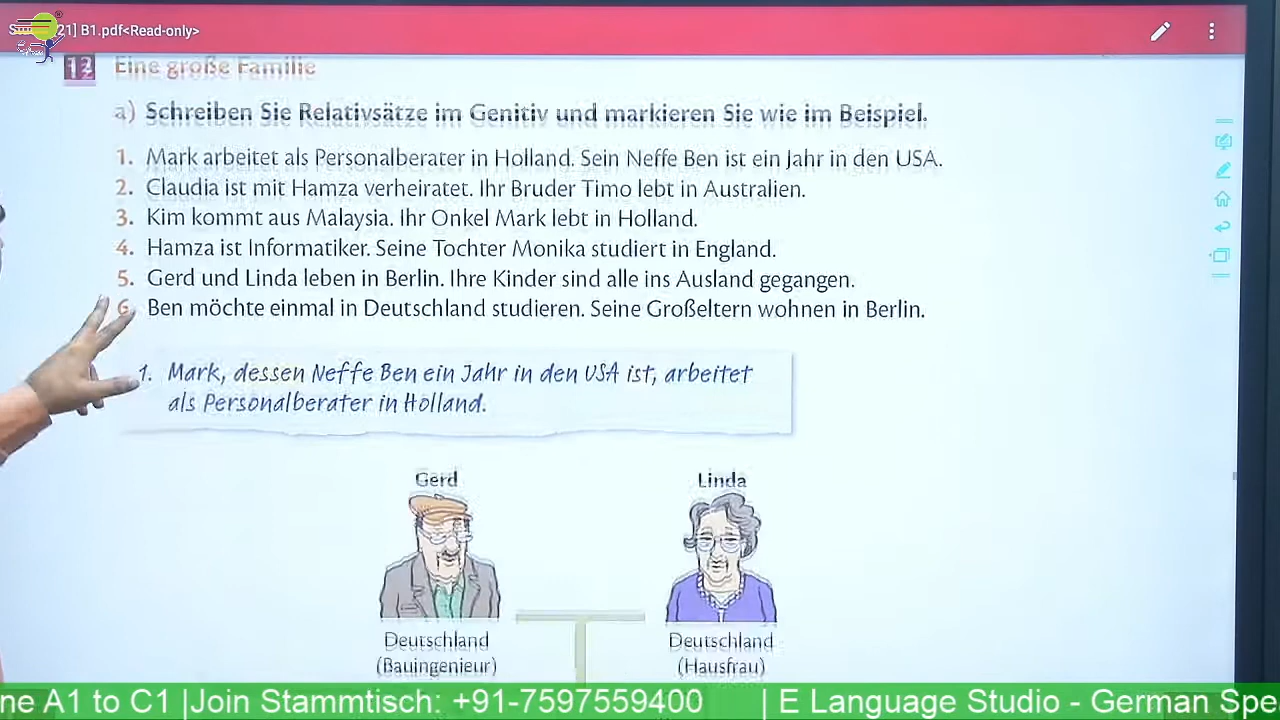 21] B1.pdf<Read-only>
12 Eine große Familie
a) Schreiben Sie Relativsätze im Genitiv und markieren Sie wie im Beispiel.
1. Mark arbeitet als Personalberater in Holland. Sein Neffe Ben ist ein Jahr in den USA.
2. Claudia ist mit Hamza verheiratet. Ihr Bruder Timo lebt in Australien.
3. Kim kommt aus Malaysia. Ihr Onkel Mark lebt in Holland.
4. Hamza ist Informatiker. Seine Tochter Monika studiert in England.
5. Gerd und Linda leben in Berlin. Ihre Kinder sind alle ins Ausland gegangen.
6. Ben möchte einmal in Deutschland studieren. Seine Großeltern wohnen in Berlin.
1. Mark, dessen Neffe Ben ein Jahr in den USA ist, arbeitet
als Personalberater in Holland.
Gerd Linda
Deutschland Deutschland
(Bauingenieur) (Hausfrau)
ne A1 to C1 |Join Stammtisch: +91-7597559400 | E Language Studio - German Spe